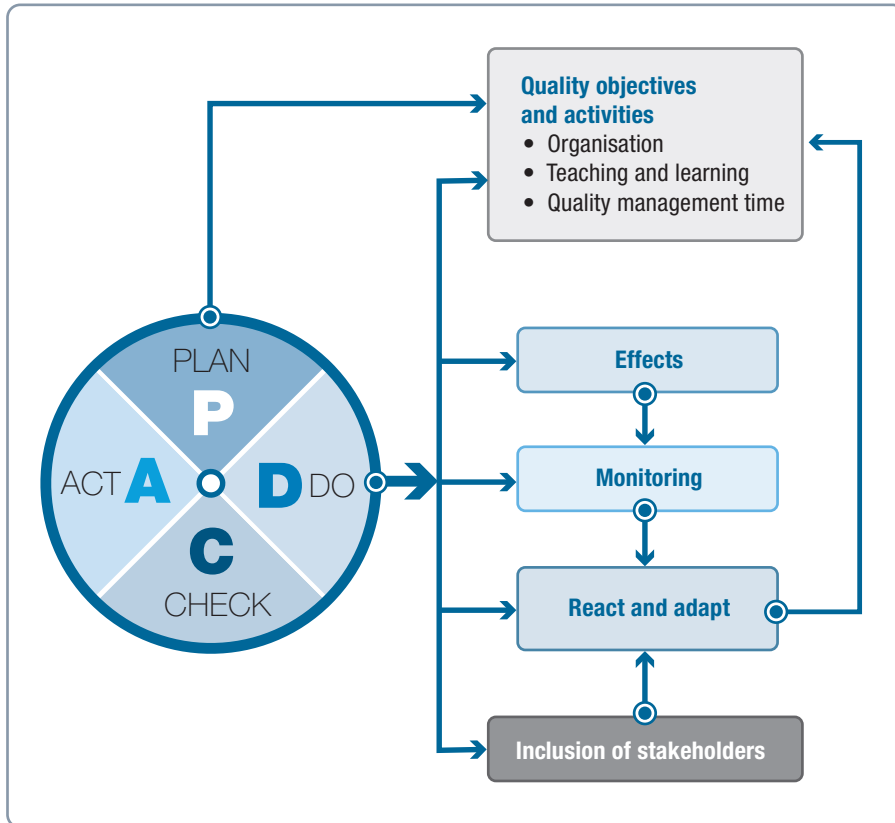 Quality objectives
and activities
• Organisation
• Teaching and learning
• Quality management time
PLAN
P
ACT A
D DO
C
CHECK
Effects
Monitoring
React and adapt
Inclusion of stakeholders